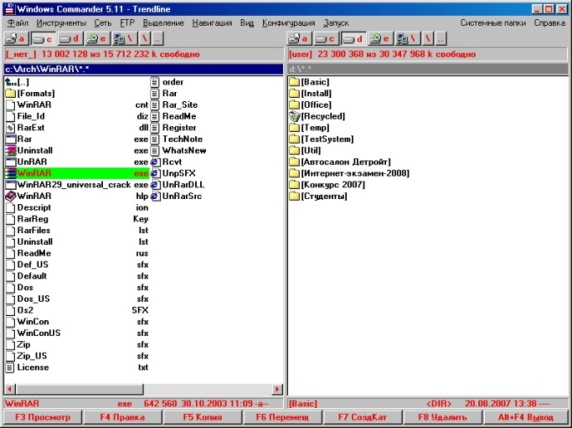 Windows Commander 5.11 - Trendline
Файл Инструменты Сеть FTP Выделение Навигация Вид Конфигурация Запуск Системные папки Справка
a c d e \ \ ..
a c d e \ \ ..
[_нет_] 13 002 128 из 15 712 232 k свободно
[user] 23 300 368 из 30 347 968 k свободно
c:\Arch\WinRAR\*.*
d:\*.*
[..]
[Formats]
WinRAR cnt
File_Id diz
RarExt dll
Rar exe
Uninstall exe
UnRAR exe
WinRAR exe
WinRAR29_universal_crack exe
WinRAR hlp
Descript ion
RarReg Key
RarFiles lst
Uninstall lst
ReadMe rus
Def_US sfx
Default sfx
Dos sfx
Dos_US sfx
Os2 SFX
WinCon sfx
WinConUS sfx
Zip sfx
Zip_US sfx
License txt
order
Rar
Rar_Site
ReadMe
Register
TechNote
WhatsNew
Rcvt
UnpSFX
UnRarDLL
UnRarSrc
[Basic]
[Install]
[Office]
[Recycled]
[Temp]
[TestSystem]
[Util]
[Автосалон Детройт]
[Интернет-экзамен-2008]
[Конкурс 2007]
[Студенты]
WinRAR exe 642 560 30.10.2003 11:09 -a--
[Basic] <DIR> 20.08.2007 13:38 ----
F3 Просмотр F4 Правка F5 Копия F6 Перемещ F7 СоздКат F8 Удалить Alt+F4 Выход